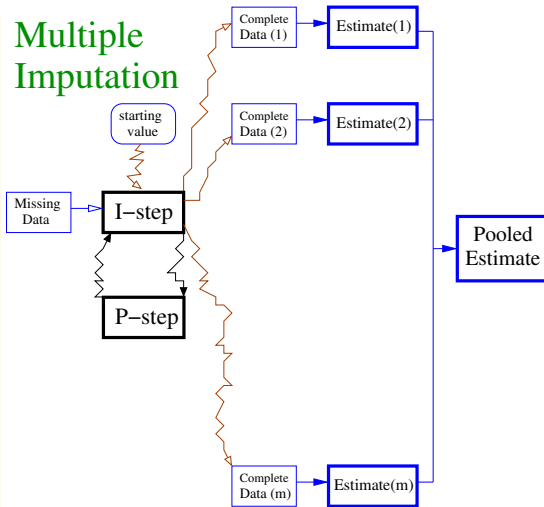 Multiple
Imputation
Complete
Data (1)
Estimate(1)
starting
value
Complete
Data (2)
Estimate(2)
Missing
Data
I−step
Pooled
Estimate
P−step
Complete
Data (m)
Estimate(m)